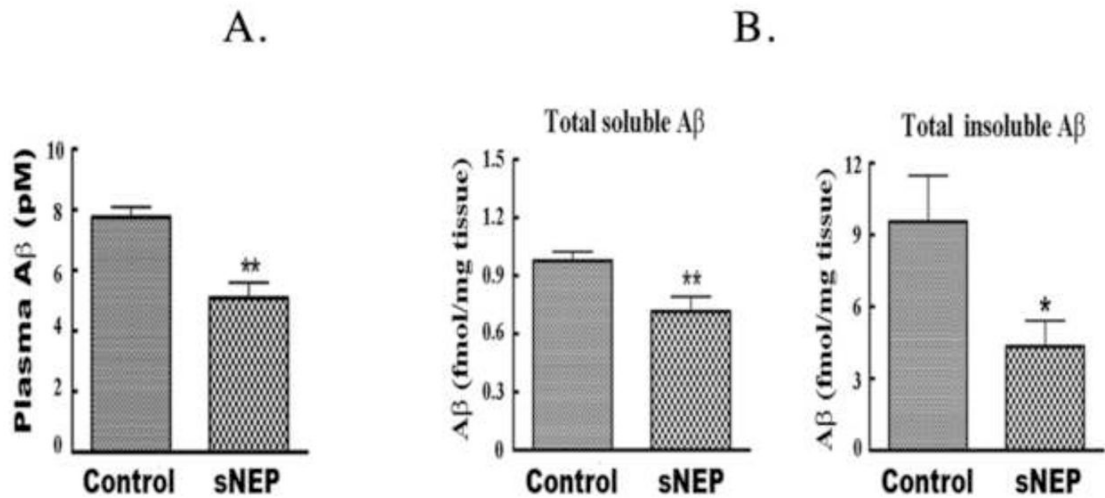 A.
B.
Plasma Aβ (pM)
10
8
6
4
2
0
**
Control sNEP
Total soluble Aβ
Aβ (fmol/mg tissue)
1.5
1.2
0.9
0.6
0.3
0
**
Control sNEP
Total insoluble Aβ
Aβ (fmol/mg tissue)
12
9
6
3
0
*
Control sNEP